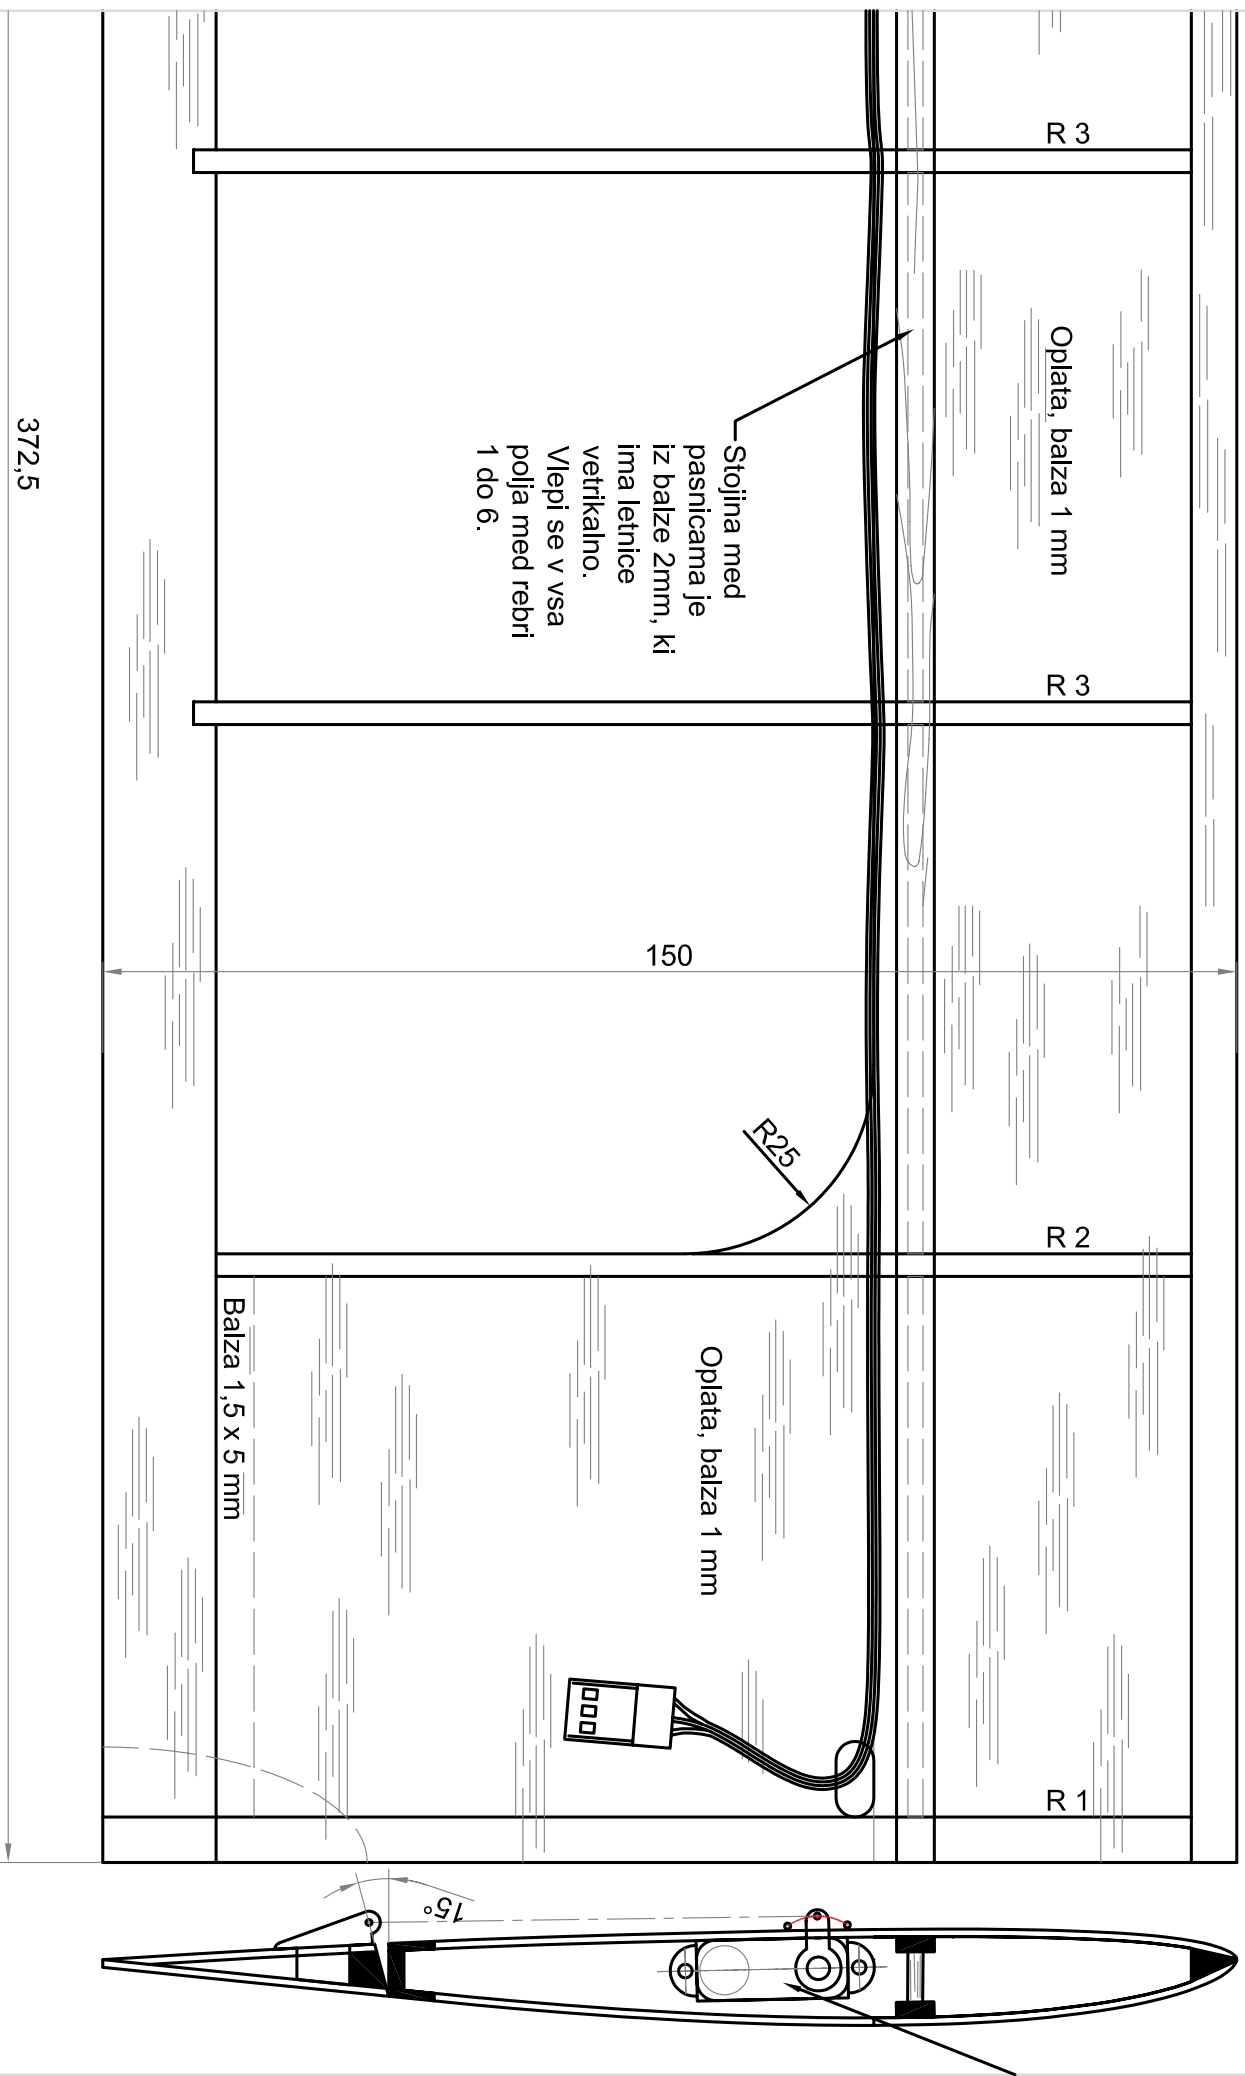 R 3
Oplata, balza 1 mm
372,5
Stojina med
pasnicama je
iz balze 2mm, ki
ima letnice
vetrikalno.
Vlepi se v vsa
polja med rebri
1 do 6.
R 3
150
R25
R 2
Balza 1,5 x 5 mm
Oplata, balza 1 mm
R 1
15°